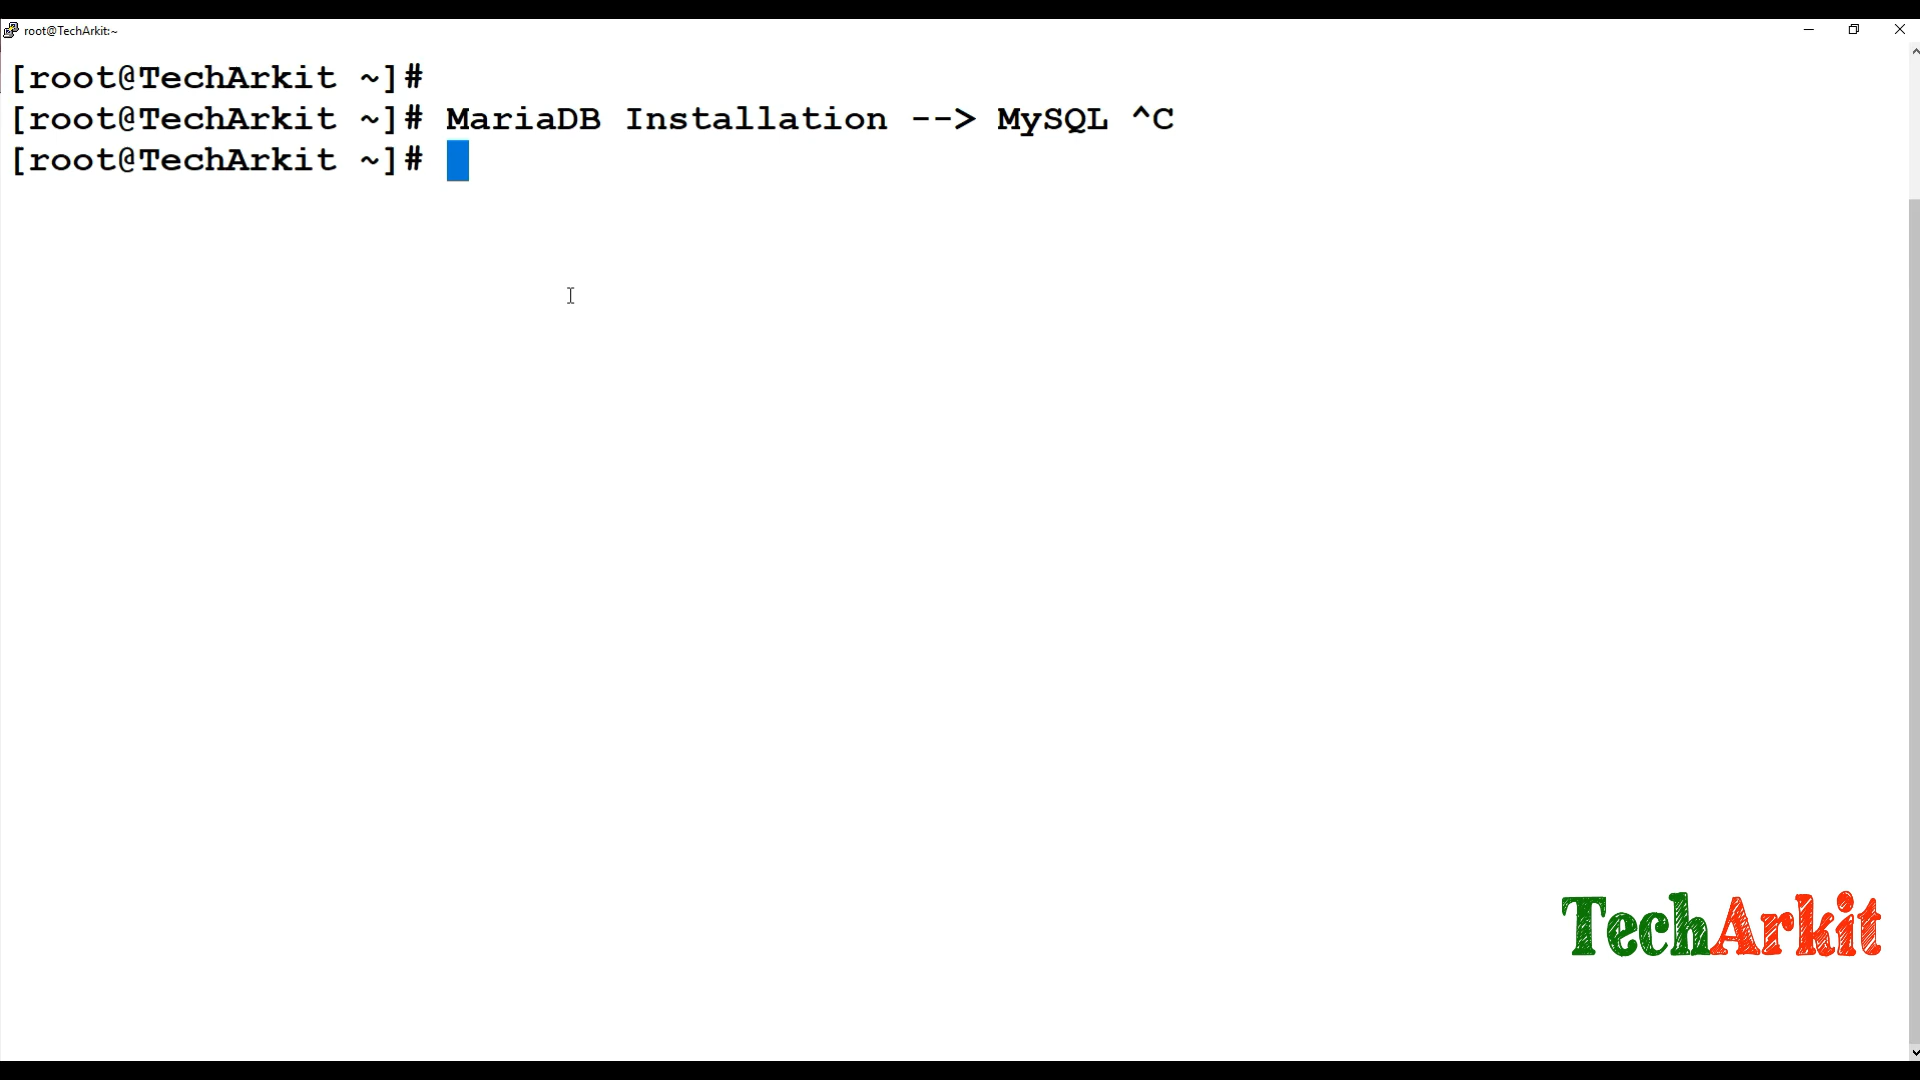 root@TechArkit:~
[root@TechArkit ~]#
[root@TechArkit ~]# MariaDB Installation --> MySQL ^C
[root@TechArkit ~]#
TechArkit